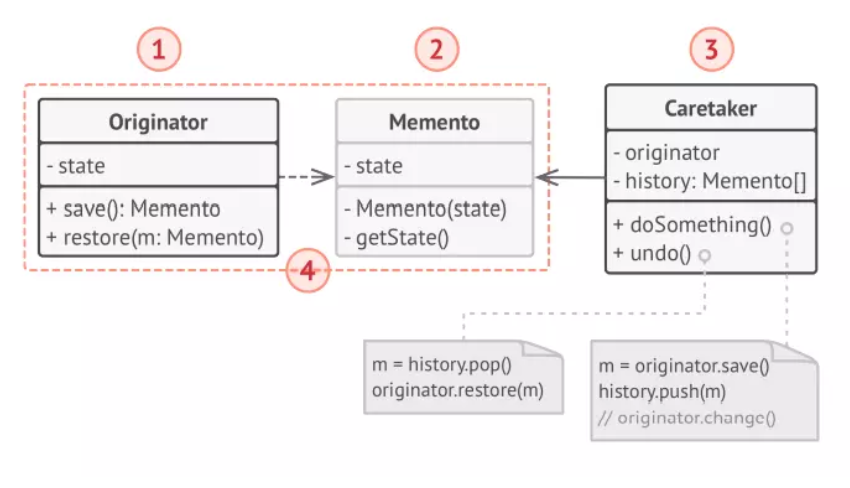 1
2
3
Originator
- state
+ save(): Memento
+ restore(m: Memento)
Memento
- state
- Memento(state)
- getState()
Caretaker
- originator
- history: Memento[]
+ doSomething()
+ undo()
4
m = history.pop()
originator.restore(m)
m = originator.save()
history.push(m)
// originator.change()